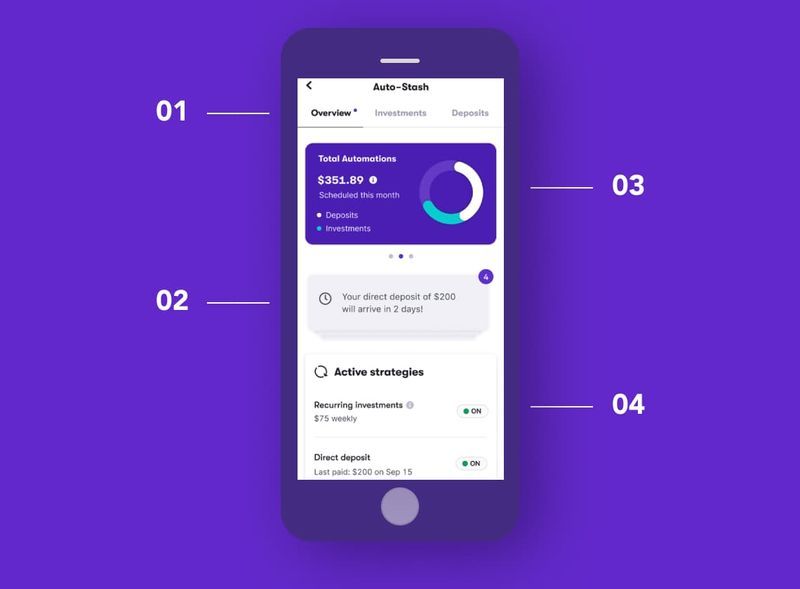 01
02
03
04
Auto-Stash
Overview Investments Deposits
Total Automations
$351.89
Scheduled this month
Deposits
Investments
4
Your direct deposit of $200
will arrive in 2 days!
Active strategies
Recurring investments
$75 weekly
ON
Direct deposit
Last paid: $200 on Sep 15
ON